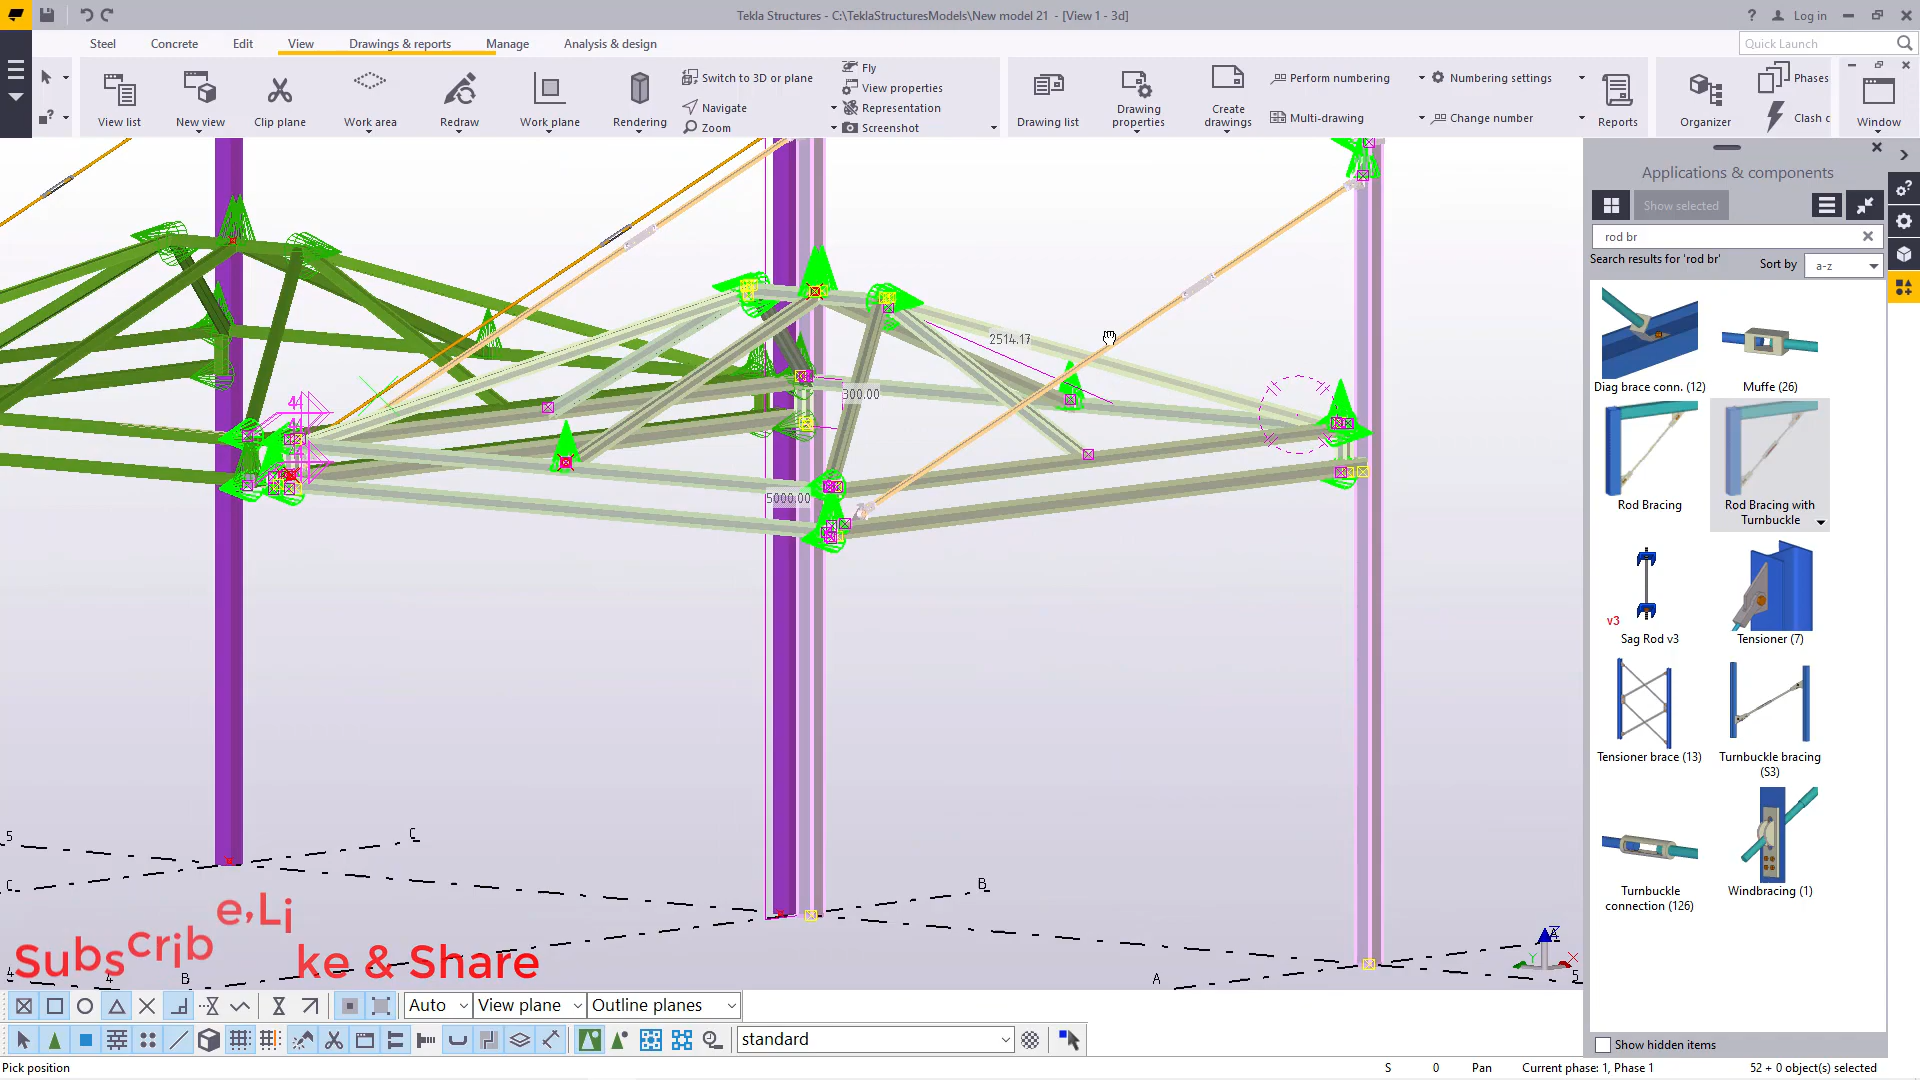 Tekla Structures - C:\TeklaStructuresModels\New model 21 - [View 1 - 3d]
? Log in
Steel Concrete Edit View Drawings & reports Manage Analysis & design
Quick Launch
View list
New view
Clip plane
Work area
Redraw
Work plane
Rendering
Switch to 3D or plane
Navigate
Zoom
Fly
View properties
Representation
Screenshot
Drawing list
Drawing
properties
Create
drawings
Perform numbering
Multi-drawing
Numbering settings
Change number
Reports
Organizer
Phases
Clash c
Window
Applications & components
Show selected
rod br
Search results for 'rod br'
Sort by
a-z
Diag brace conn. (12)
Muffe (26)
Rod Bracing
Rod Bracing with
Turnbuckle
v3
Sag Rod v3
Tensioner (7)
Tensioner brace (13)
Turnbuckle bracing
(S3)
Turnbuckle
connection (126)
Windbracing (1)
Show hidden items
2514.17
300.00
5000.00
44
5
C
C
B
B
4
4
A
5
Z
Y
X
Subscribe,Like & Share
Auto
View plane
Outline planes
standard
Pick position
S 0 Pan Current phase: 1, Phase 1 52 + 0 object(s) selected